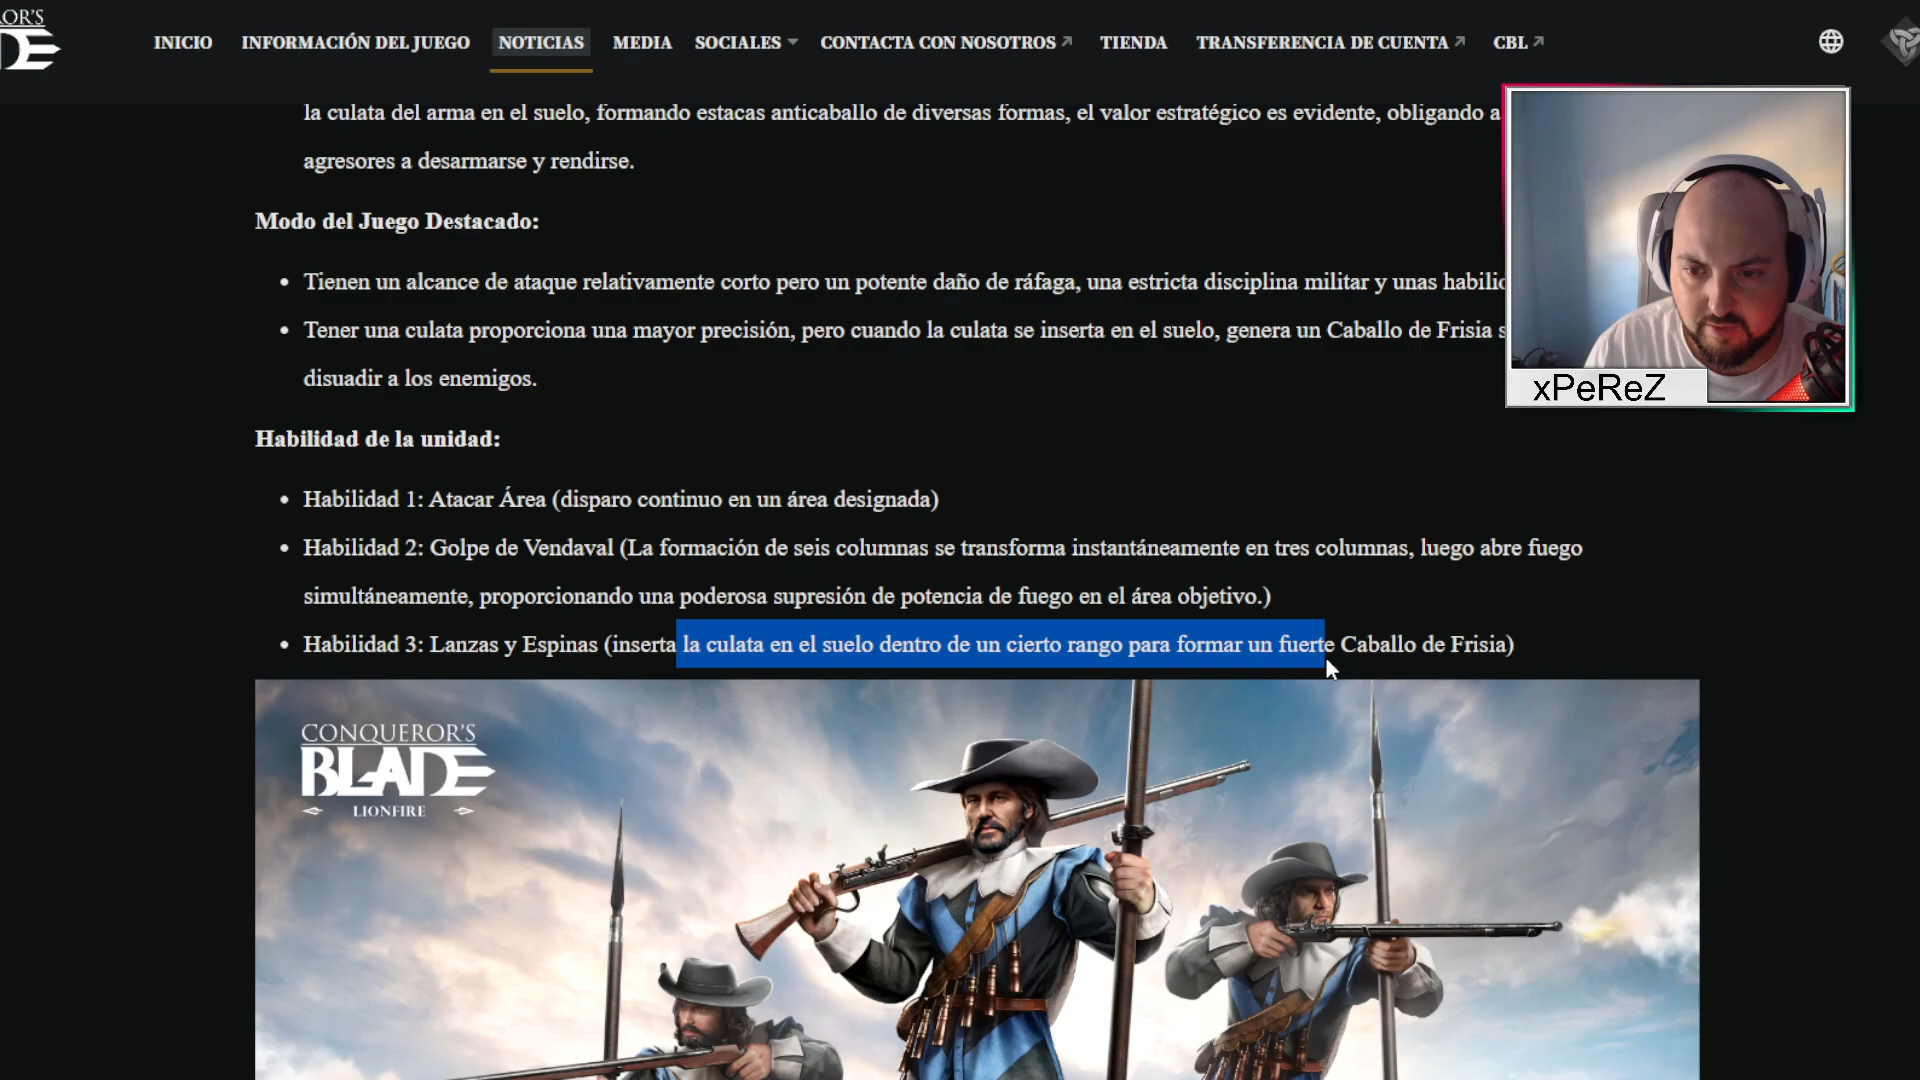 OR'S
DE
INICIO INFORMACIÓN DEL JUEGO NOTICIAS MEDIA SOCIALES CONTACTA CON NOSOTROS TIENDA TRANSFERENCIA DE CUENTA CBL
la culata del arma en el suelo, formando estacas anticaballo de diversas formas, el valor estratégico es evidente, obligando a
agresores a desarmarse y rendirse.
Modo del Juego Destacado:
• Tienen un alcance de ataque relativamente corto pero un potente daño de ráfaga, una estricta disciplina militar y unas
• Tener una culata proporciona una mayor precisión, pero cuando la culata se inserta en el suelo, genera un Caballo de Frisia
disuadir a los enemigos.
xPeReZ
Habilidad de la unidad:
• Habilidad 1: Atacar Área (disparo continuo en un área designada)
• Habilidad 2: Golpe de Vendaval (La formación de seis columnas se transforma instantáneamente en tres columnas, luego abre fuego
simultáneamente, proporcionando una poderosa supresión de potencia de fuego en el área objetivo.)
• Habilidad 3: Lanzas y Espinas (inserta la culata en el suelo dentro de un cierto rango para formar un fuerte Caballo de Frisia)
CONQUEROR'S
BLADE
LIONFIRE